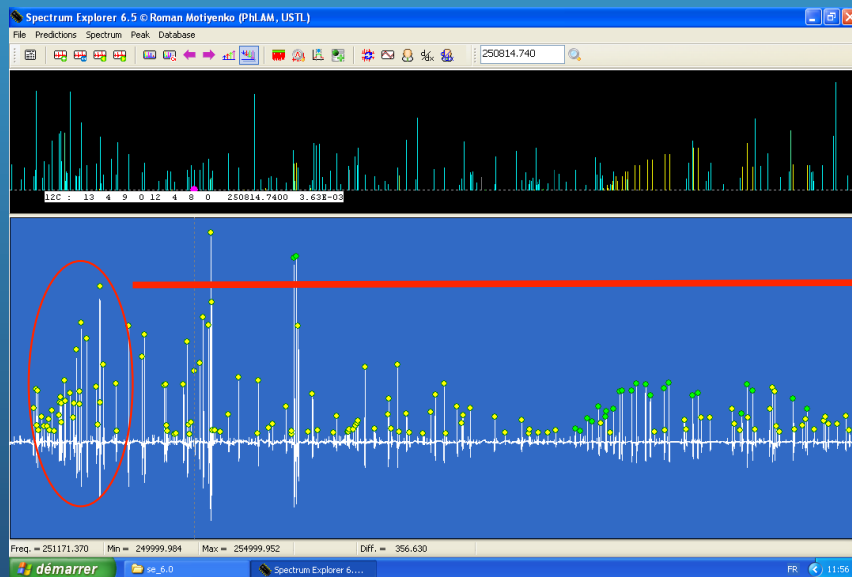 Spectrum Explorer 6.5 © Roman Motiyenko (PhLAM, USTL)
File Predictions Spectrum Peak Database
d/dx 250814.740
12C : 13 4 9 0 12 4 8 0 250814.7400 3.63E-03
Freq. = 251171.370 Min = 249999.984 Max = 254999.952 Diff. = 356.630
démarrer se_6.0 Spectrum Explorer 6.... FR 11:56